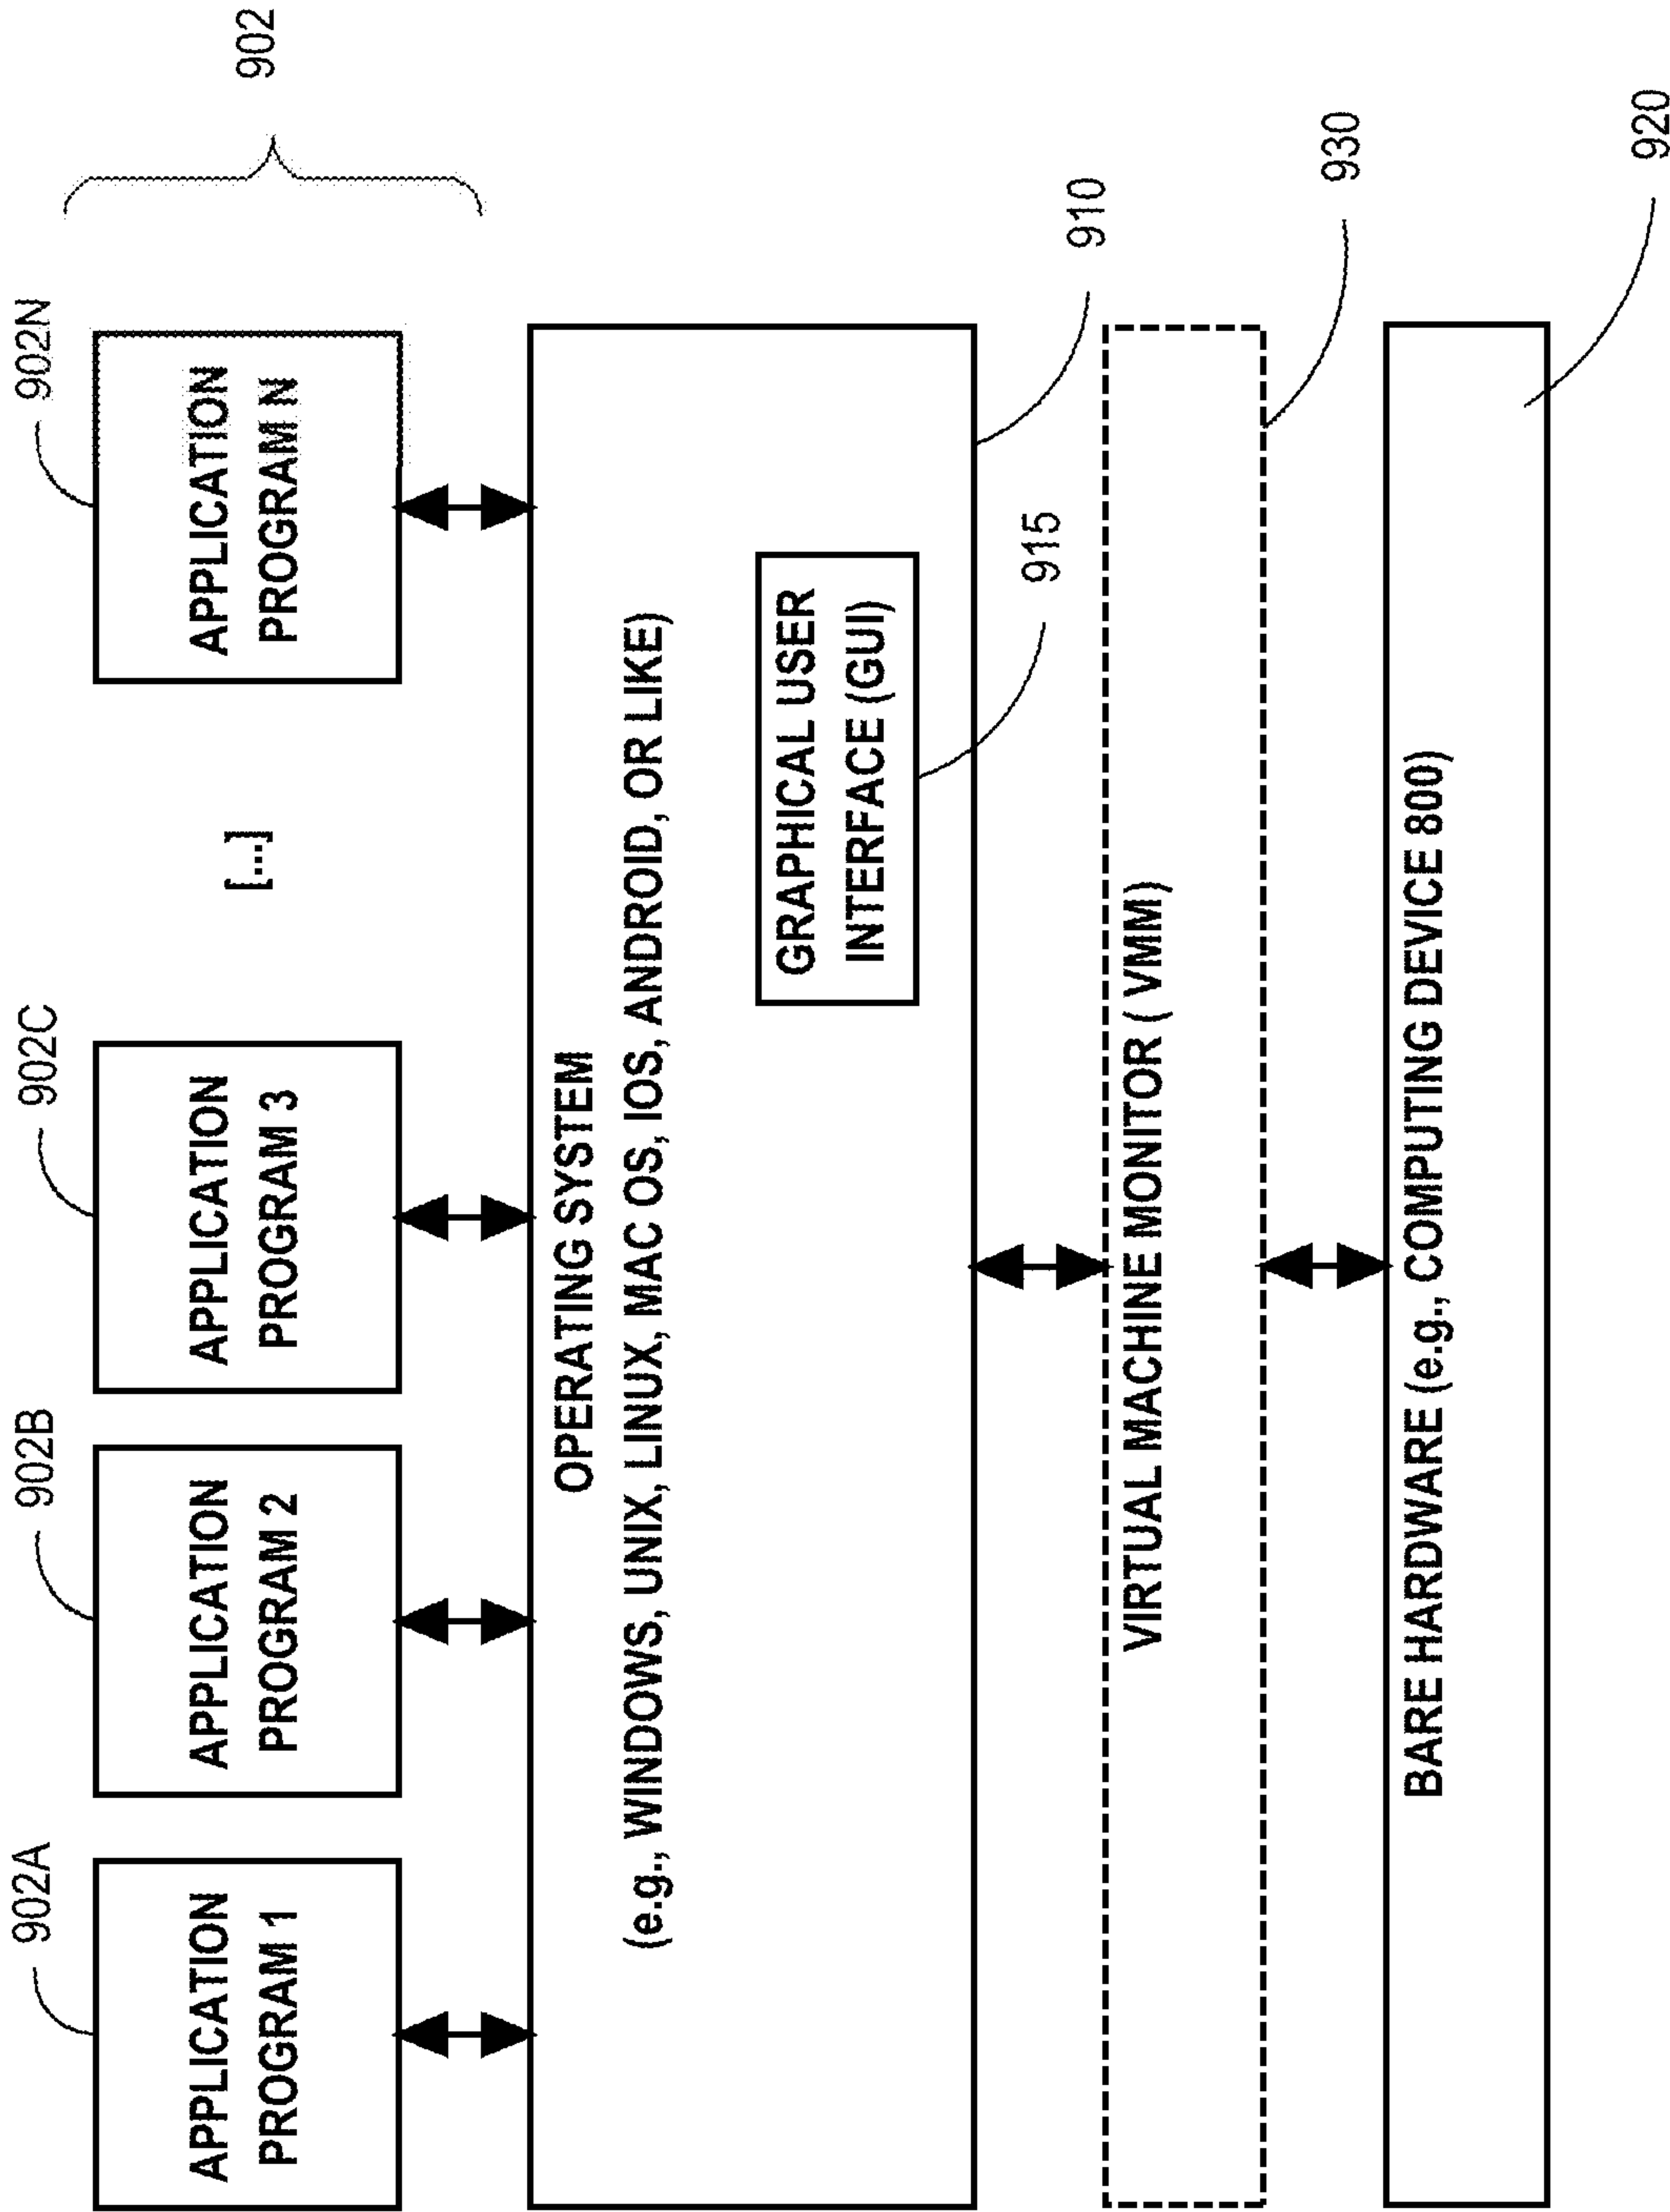 902
902A
902B
902C
902N
APPLICATION
PROGRAM 1
APPLICATION
PROGRAM 2
APPLICATION
PROGRAM 3
[...]
APPLICATION
PROGRAM N
OPERATING SYSTEM
(e.g., WINDOWS, UNIX, LINUX, MAC OS, IOS, ANDROID, OR LIKE)
GRAPHICAL USER
INTERFACE (GUI)
915
910
VIRTUAL MACHINE MONITOR ( VMM)
930
BARE HARDWARE (e.g., COMPUTING DEVICE 800)
920